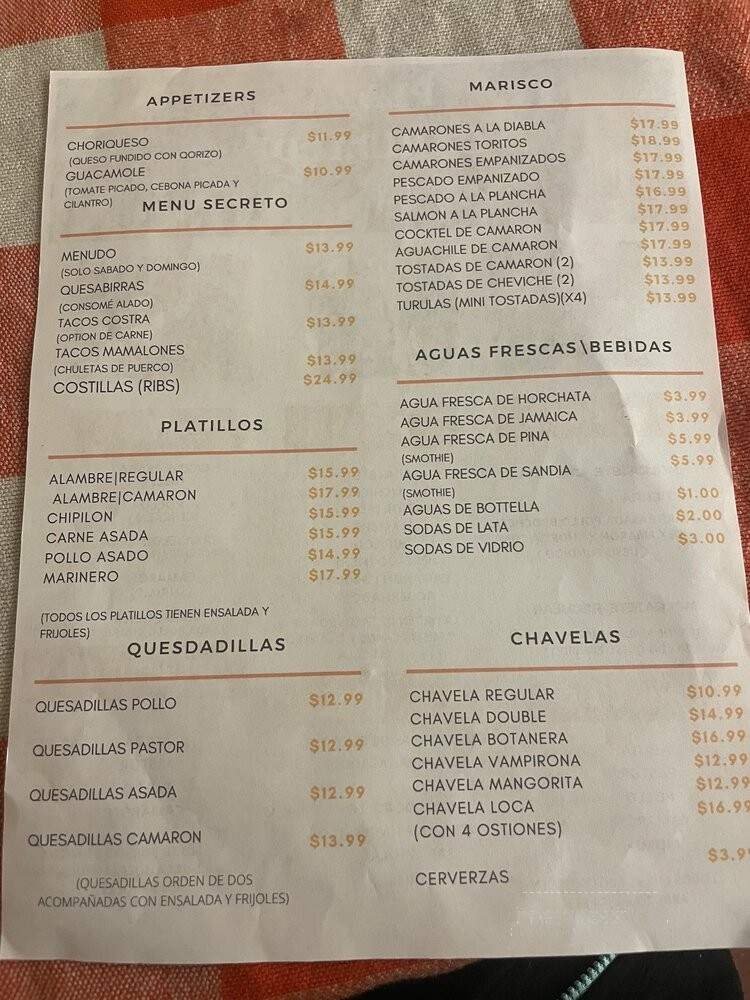 APPETIZERS
CHORIQUESO $11.99
(QUESO FUNDIDO CON QORIZO)
GUACAMOLE $10.99
(TOMATE PICADO, CEBONA PICADA Y
CILANTRO)
MENU SECRETO
MENUDO $13.99
(SOLO SABADO Y DOMINGO)
QUESABIRRAS $14.99
(CONSOMÉ ALADO)
TACOS COSTRA $13.99
(OPTION DE CARNE)
TACOS MAMALONES $13.99
(CHULETAS DE PUERCO)
COSTILLAS (RIBS) $24.99
PLATILLOS
ALAMBRE|REGULAR $15.99
ALAMBRE|CAMARON $17.99
CHIPILON $15.99
CARNE ASADA $15.99
POLLO ASADO $14.99
MARINERO $17.99
(TODOS LOS PLATILLOS TIENEN ENSALADA Y
FRIJOLES)
QUESDADILLAS
QUESADILLAS POLLO $12.99
QUESADILLAS PASTOR $12.99
QUESADILLAS ASADA $12.99
QUESADILLAS CAMARON $13.99
(QUESADILLAS ORDEN DE DOS
ACOMPAÑADAS CON ENSALADA Y FRIJOLES)
MARISCO
CAMARONES A LA DIABLA $17.99
CAMARONES TORITOS $18.99
CAMARONES EMPANIZADOS $17.99
PESCADO EMPANIZADO $17.99
PESCADO A LA PLANCHA $16.99
SALMON A LA PLANCHA $17.99
COCKTEL DE CAMARON $17.99
AGUACHILE DE CAMARON $17.99
TOSTADAS DE CAMARON (2) $13.99
TOSTADAS DE CHEVICHE (2) $13.99
TURULAS (MINI TOSTADAS)(X4) $13.99
AGUAS FRESCAS\BEBIDAS
AGUA FRESCA DE HORCHATA $3.99
AGUA FRESCA DE JAMAICA $3.99
AGUA FRESCA DE PINA $5.99
(SMOTHIE)
AGUA FRESCA DE SANDIA $5.99
(SMOTHIE)
AGUAS DE BOTTELLA $1.00
SODAS DE LATA $2.00
SODAS DE VIDRIO $3.00
CHAVELAS
CHAVELA REGULAR $10.99
CHAVELA DOUBLE $14.99
CHAVELA BOTANERA $16.99
CHAVELA VAMPIRONA $12.99
CHAVELA MANGORITA $12.99
CHAVELA LOCA $16.99
(CON 4 OSTIONES)
$3.9
CERVERZAS